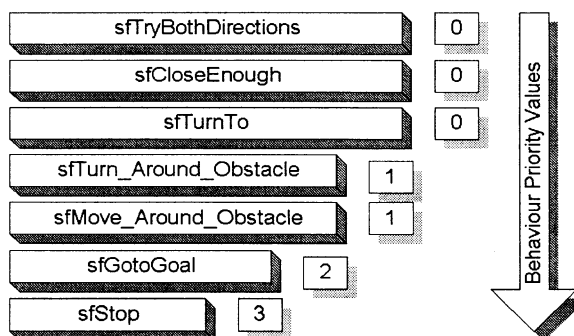 sfTryBothDirections 0
sfCloseEnough 0
sfTurnTo 0
sfTurn_Around_Obstacle 1
sfMove_Around_Obstacle 1
sfGotoGoal 2
sfStop 3
Behaviour Priority Values